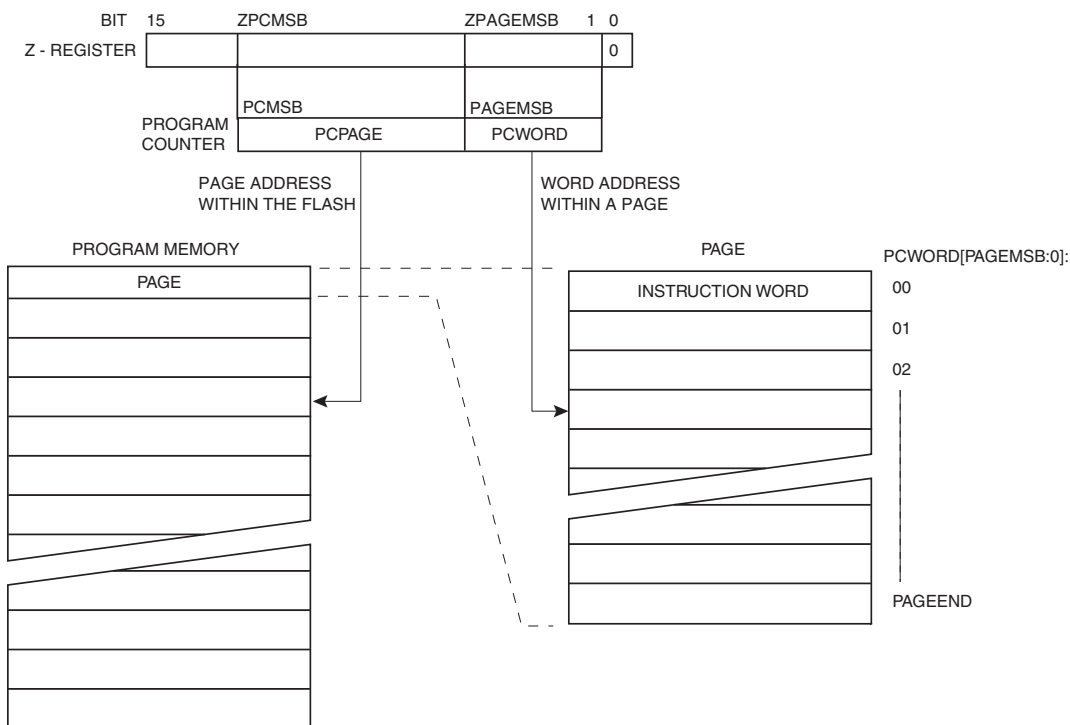 BIT 15 ZPCMSB ZPAGEMSB 1 0
Z - REGISTER 0
PCMSB PAGEMSB
PROGRAM
COUNTER
PCPAGE PCWORD
PAGE ADDRESS
WITHIN THE FLASH
WORD ADDRESS
WITHIN A PAGE
PROGRAM MEMORY
PAGE
PAGE
PCWORD[PAGEMSB:0]:
INSTRUCTION WORD
00
01
02
PAGEEND